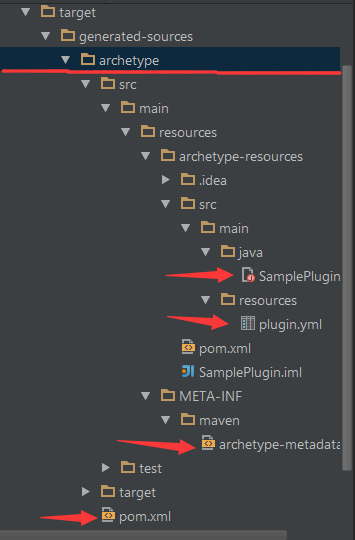 target
generated-sources
archetype
src
main
resources
archetype-resources
.idea
src
main
java
SamplePlugin
resources
plugin.yml
pom.xml
SamplePlugin.iml
META-INF
maven
archetype-metadata
test
target
pom.xml